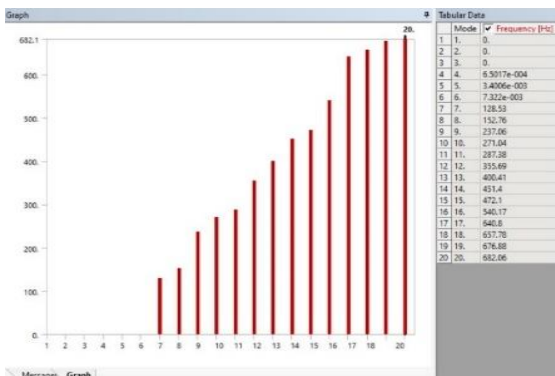 Graph
20.
682.1
600.
500.
400.
300.
200.
100.
0.
1 2 3 4 5 6 7 8 9 10 11 12 13 14 15 16 17 18 20
Messages Graph
Tabular Data
Mode Frequency [Hz]
1 1. 0.
2 2. 0.
3 3. 0.
4 4. 6.5017e-004
5 5. 3.4006e-003
6 6. 7.322e-003
7 7. 128.53
8 8. 152.76
9 9. 237.06
10 10. 271.04
11 11. 287.38
12 12. 355.69
13 13. 400.41
14 14. 451.4
15 15. 472.1
16 16. 540.17
17 17. 640.8
18 18. 657.78
19 19. 676.88
20 20. 682.06